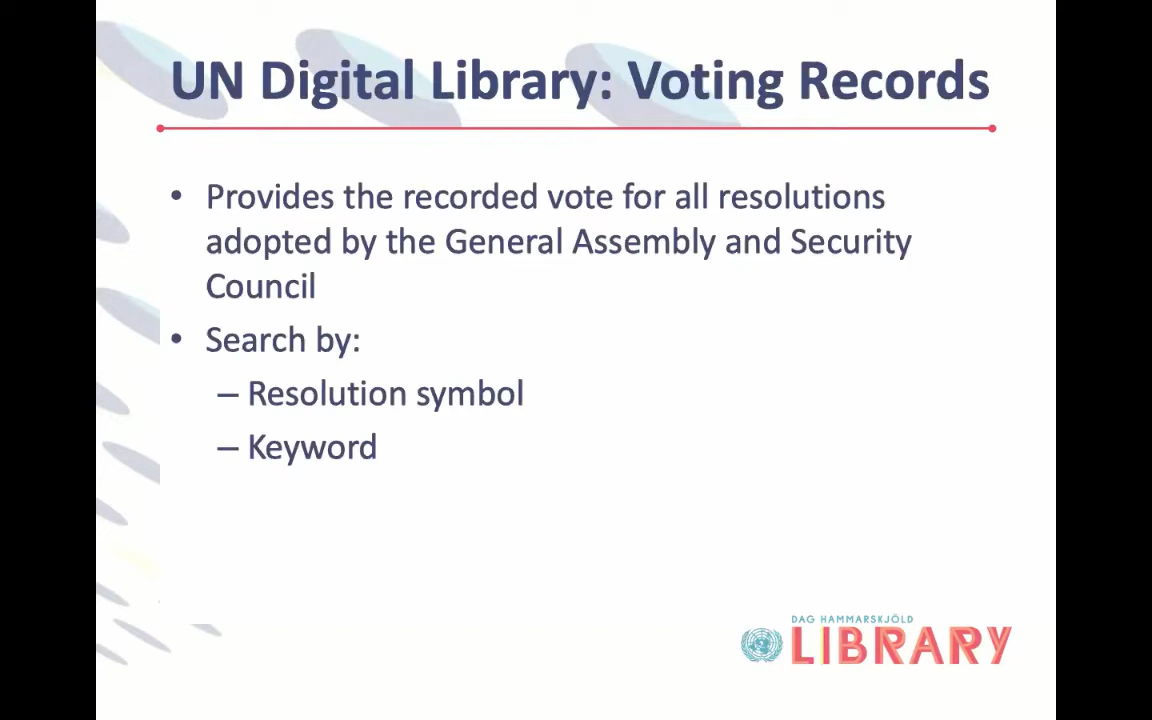 UN Digital Library: Voting Records
• Provides the recorded vote for all resolutions
adopted by the General Assembly and Security
Council
• Search by:
– Resolution symbol
– Keyword
DAG HAMMARSKJÖLD
LIBRARY